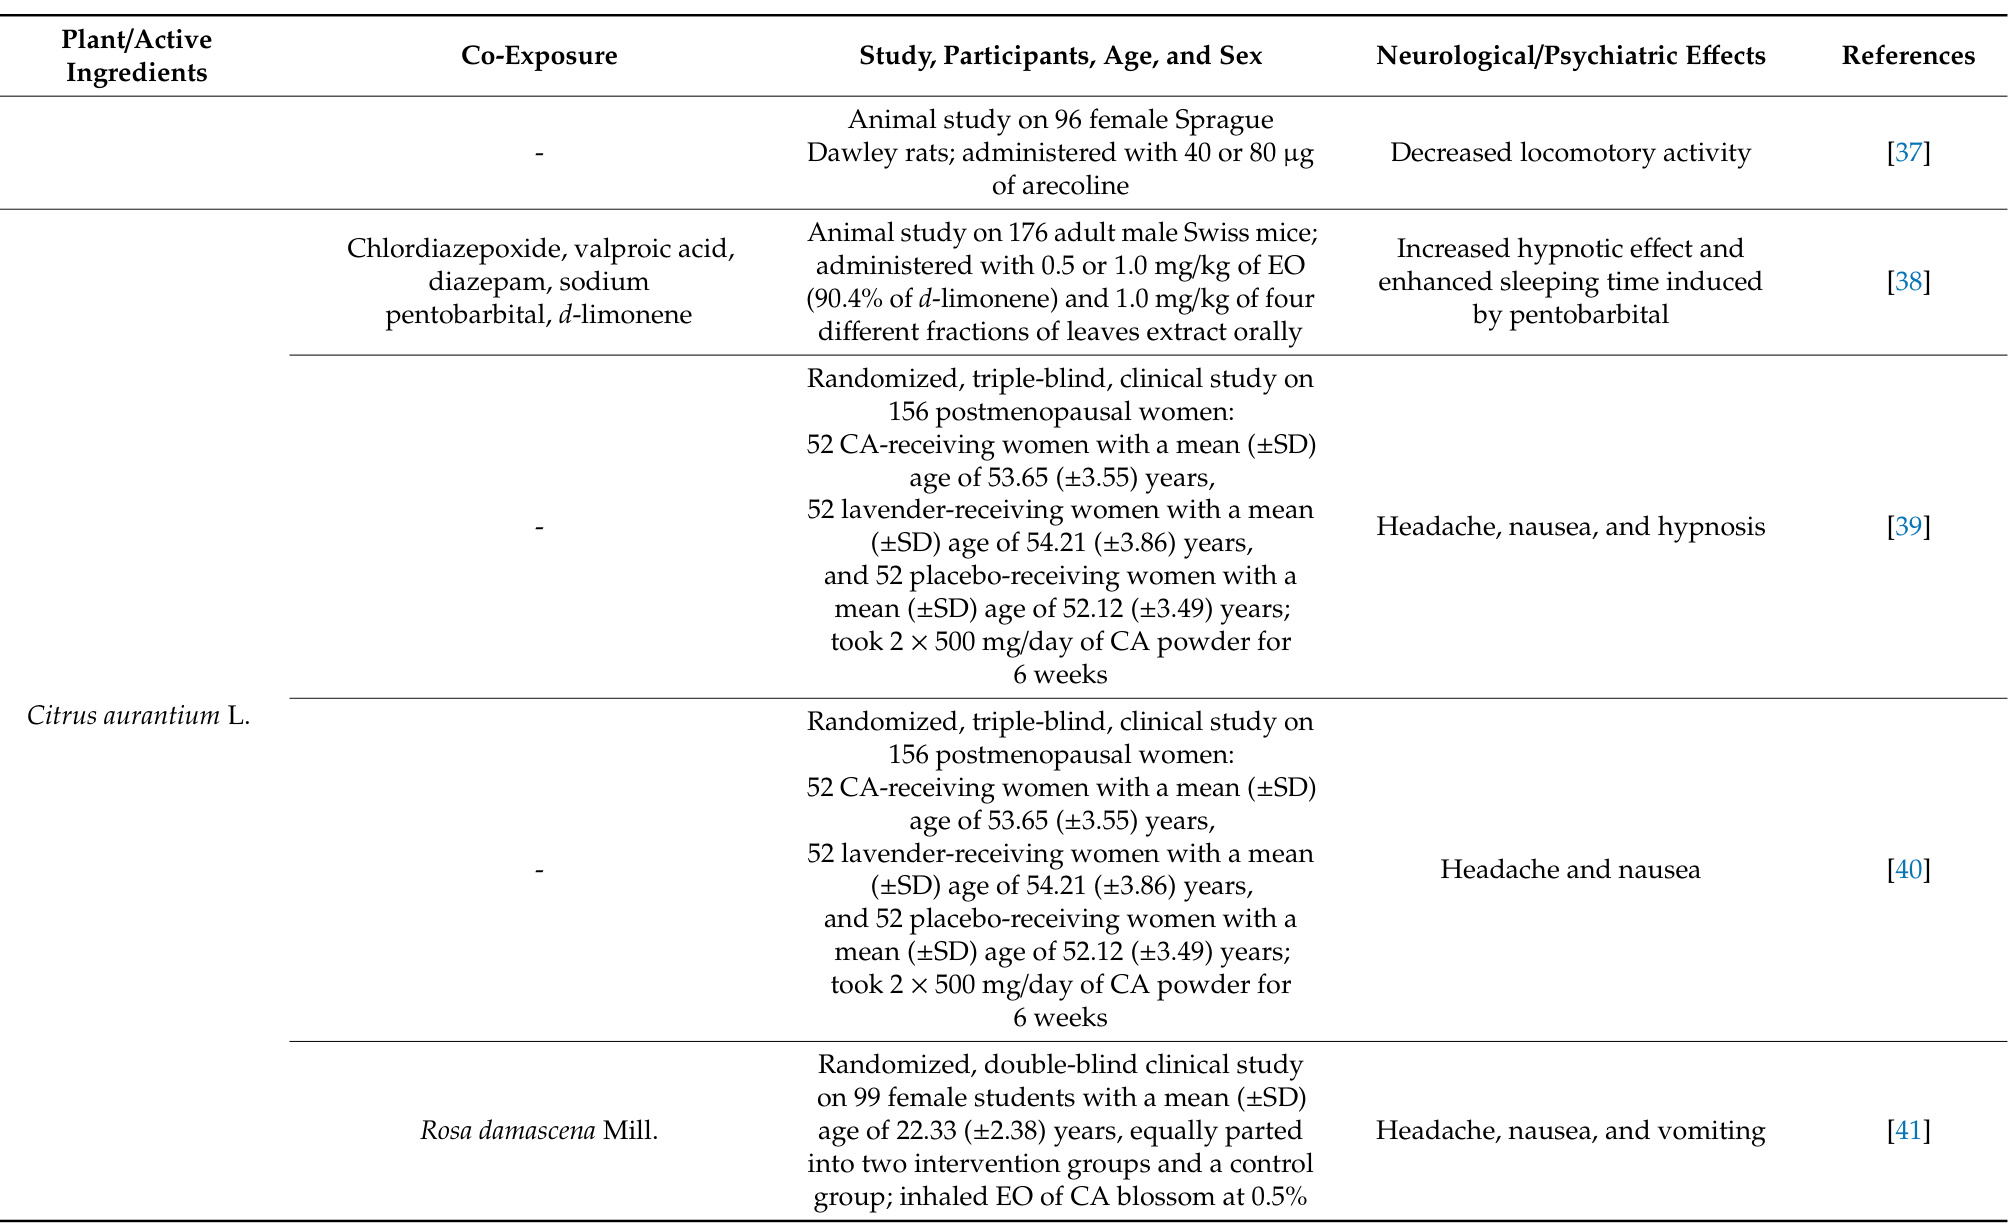 Plant/Active
Ingredients
Co-Exposure
Study, Participants, Age, and Sex
Neurological/Psychiatric Effects
References
-
Animal study on 96 female Sprague
Dawley rats; administered with 40 or 80 µg
of arecoline
Decreased locomotory activity
[37]
Citrus aurantium L.
Chlordiazepoxide, valproic acid,
diazepam, sodium
pentobarbital, d-limonene
Animal study on 176 adult male Swiss mice;
administered with 0.5 or 1.0 mg/kg of EO
(90.4% of d-limonene) and 1.0 mg/kg of four
different fractions of leaves extract orally
Increased hypnotic effect and
enhanced sleeping time induced
by pentobarbital
[38]
-
Randomized, triple-blind, clinical study on
156 postmenopausal women:
52 CA-receiving women with a mean (±SD)
age of 53.65 (±3.55) years,
52 lavender-receiving women with a mean
(±SD) age of 54.21 (±3.86) years,
and 52 placebo-receiving women with a
mean (±SD) age of 52.12 (±3.49) years;
took 2 × 500 mg/day of CA powder for
6 weeks
Headache, nausea, and hypnosis
[39]
-
Randomized, triple-blind, clinical study on
156 postmenopausal women:
52 CA-receiving women with a mean (±SD)
age of 53.65 (±3.55) years,
52 lavender-receiving women with a mean
(±SD) age of 54.21 (±3.86) years,
and 52 placebo-receiving women with a
mean (±SD) age of 52.12 (±3.49) years;
took 2 × 500 mg/day of CA powder for
6 weeks
Headache and nausea
[40]
Rosa damascena Mill.
Randomized, double-blind clinical study
on 99 female students with a mean (±SD)
age of 22.33 (±2.38) years, equally parted
into two intervention groups and a control
group; inhaled EO of CA blossom at 0.5%
Headache, nausea, and vomiting
[41]